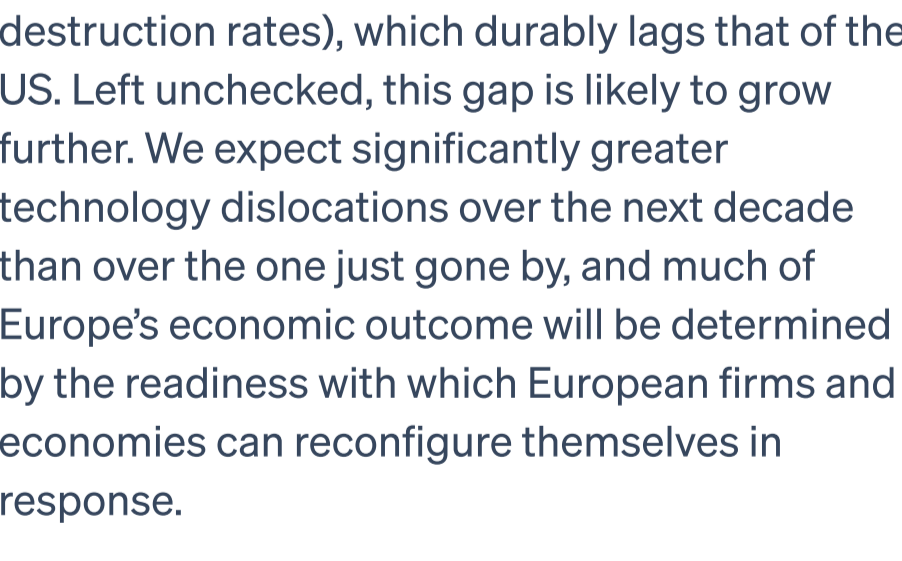 destruction rates), which durably lags that of the
US. Left unchecked, this gap is likely to grow
further. We expect significantly greater
technology dislocations over the next decade
than over the one just gone by, and much of
Europe’s economic outcome will be determined
by the readiness with which European firms and
economies can reconfigure themselves in
response.